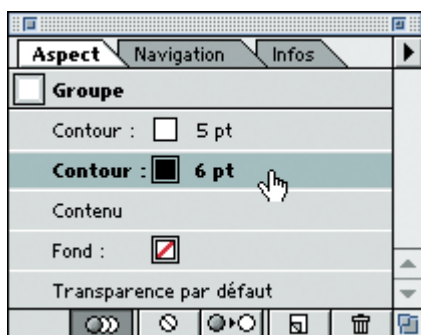 Aspect Navigation Infos
Groupe
Contour : 5 pt
Contour : 6 pt
Contenu
Fond :
Transparence par défaut